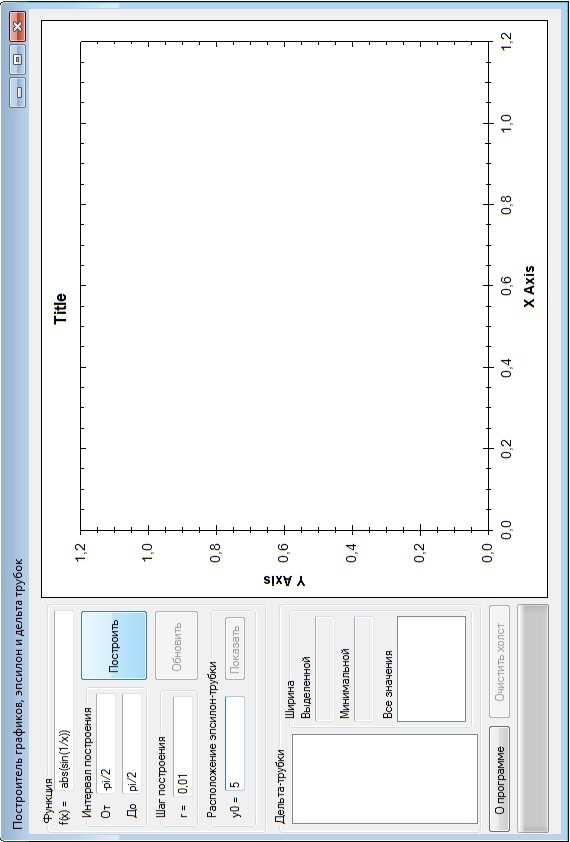 Построитель графиков, эпсилон и дельта трубок
Функция
f(x) = abs(sin(1/x))
Интервал построения
От -pi/2
До pi/2
Построить
Шаг построения
r = 0,01
Обновить
Расположение эпсилон-трубки
y0 = 5
Показать
Дельта-трубки
Ширина
Выделенной
Минимальной
Все значения
О программе
Очистить холст
Title
Y Axis
1,2
1,0
0,8
0,6
0,4
0,2
0,0
0,0 0,2 0,4 0,6 0,8 1,0 1,2
X Axis